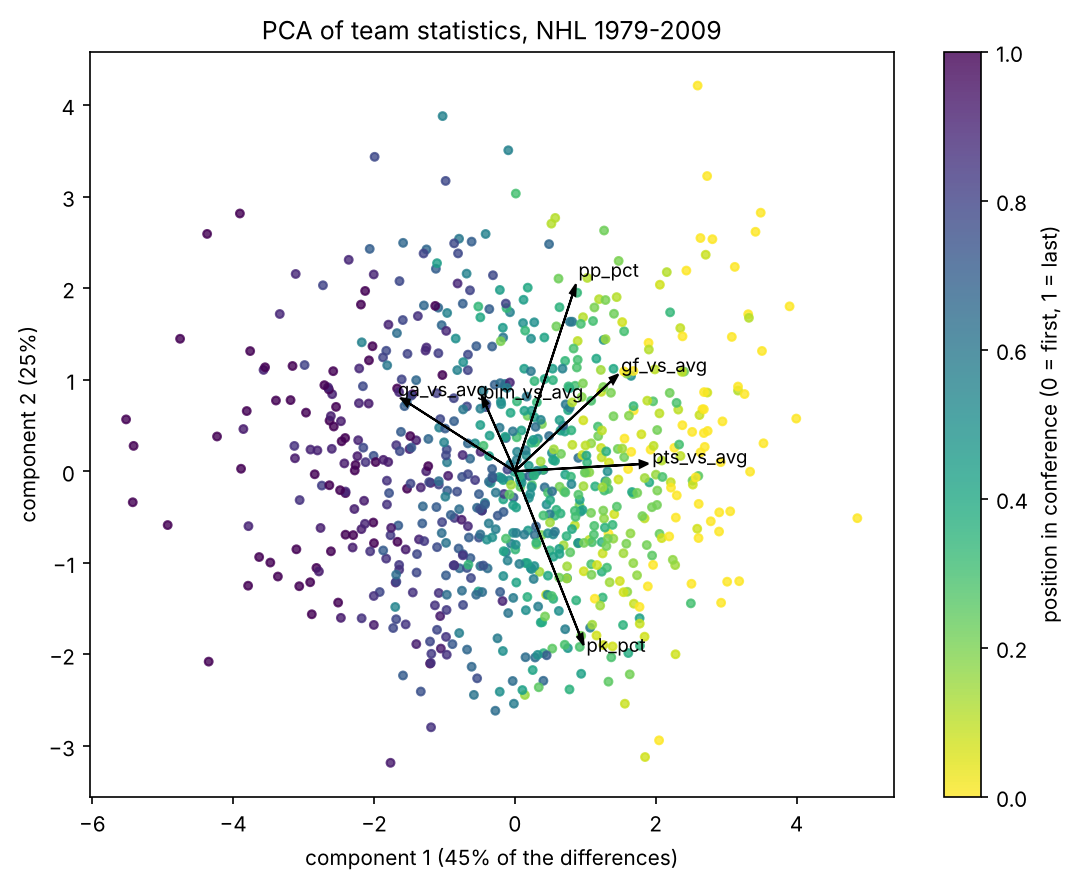 PCA of team statistics, NHL 1979-2009
4
3
2
1
0
−1
−2
−3
component 2 (25%)
pp_pct
gf_vs_avg
ga_vs_avg
pim_vs_avg
pts_vs_avg
pk_pct
−6
−4
−2
0
2
4
component 1 (45% of the differences)
1.0
0.8
0.6
0.4
0.2
0.0
position in conference (0 = first, 1 = last)